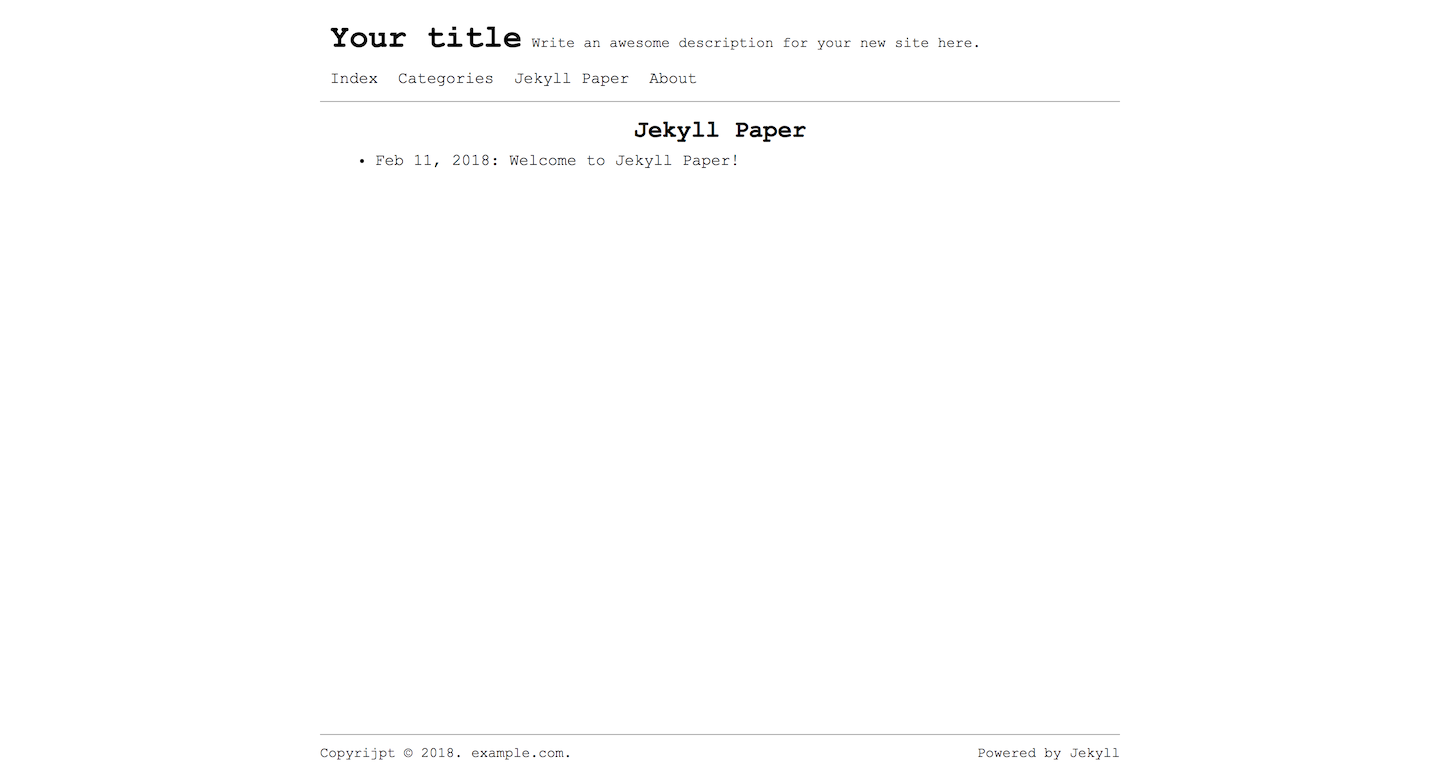 Your title Write an awesome description for your new site here.
Index Categories Jekyll Paper About
Jekyll Paper
• Feb 11, 2018: Welcome to Jekyll Paper!
Copyrijpt © 2018. example.com. Powered by Jekyll